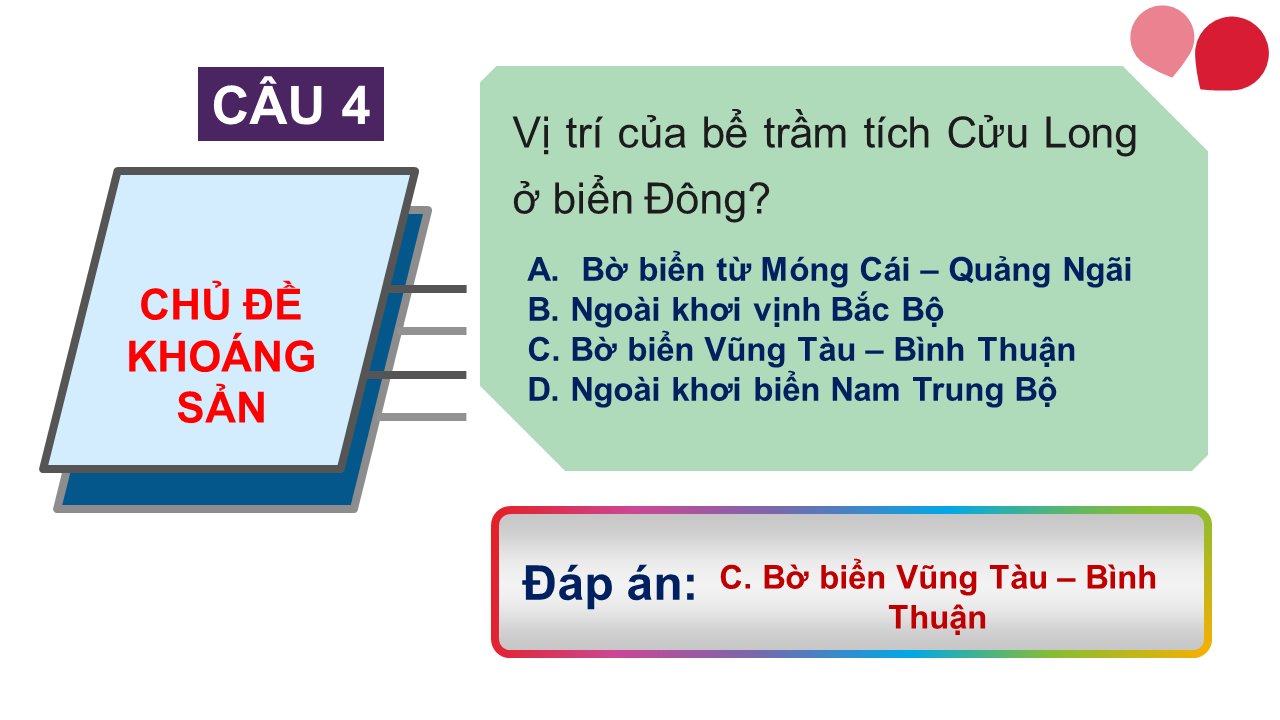 CÂU 4
CHỦ ĐỀ
KHOÁNG
SẢN
Vị trí của bể trầm tích Cửu Long
ở biển Đông?
A. Bờ biển từ Móng Cái – Quảng Ngãi
B. Ngoài khơi vịnh Bắc Bộ
C. Bờ biển Vũng Tàu – Bình Thuận
D. Ngoài khơi biển Nam Trung Bộ
Đáp án: C. Bờ biển Vũng Tàu – Bình
Thuận